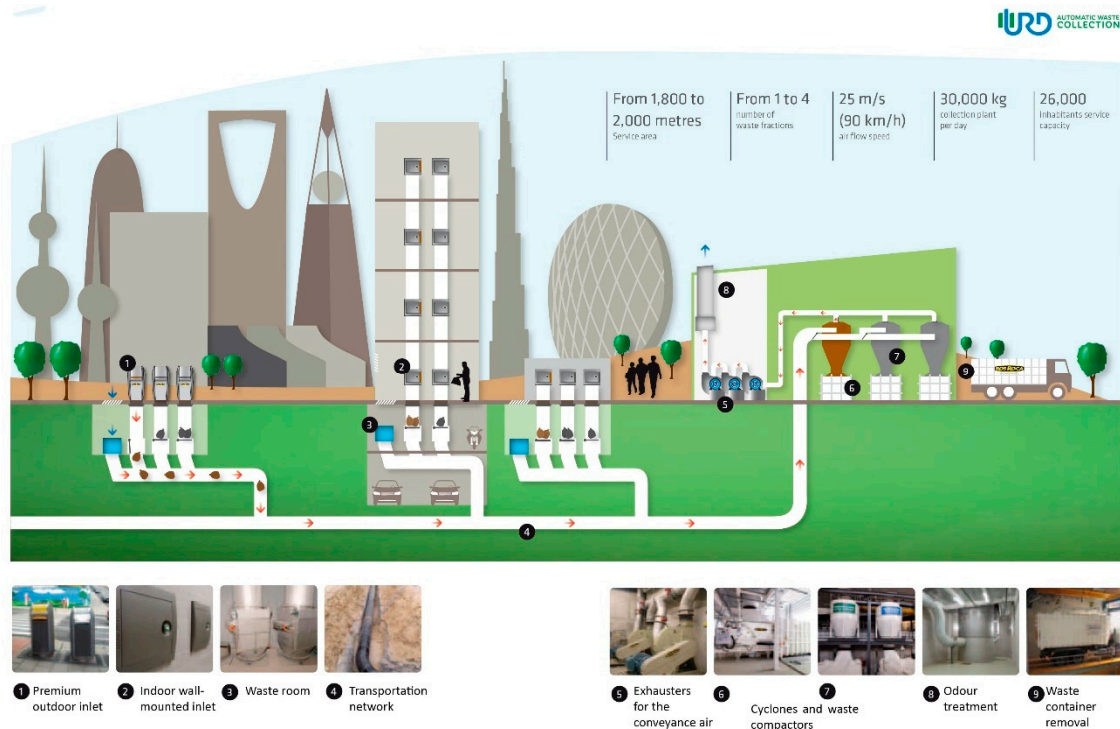 URD
AUTOMATIC WASTE
COLLECTION
From 1,800 to
2,000 metres
Service area
From 1 to 4
number of
waste fractions
25 m/s
(90 km/h)
air flow speed
30,000 kg
collection plant
per day
26,000
Inhabitants service
capacity
1
2
3
4
5
6
7
8
9
ROS ROCA
1 Premium
outdoor inlet
2 Indoor wall-
mounted inlet
3 Waste room
4 Transportation
network
5 Exhausters
for the
conveyance air
6
Cyclones and waste
compactors
7
8 Odour
treatment
9 Waste
container
removal